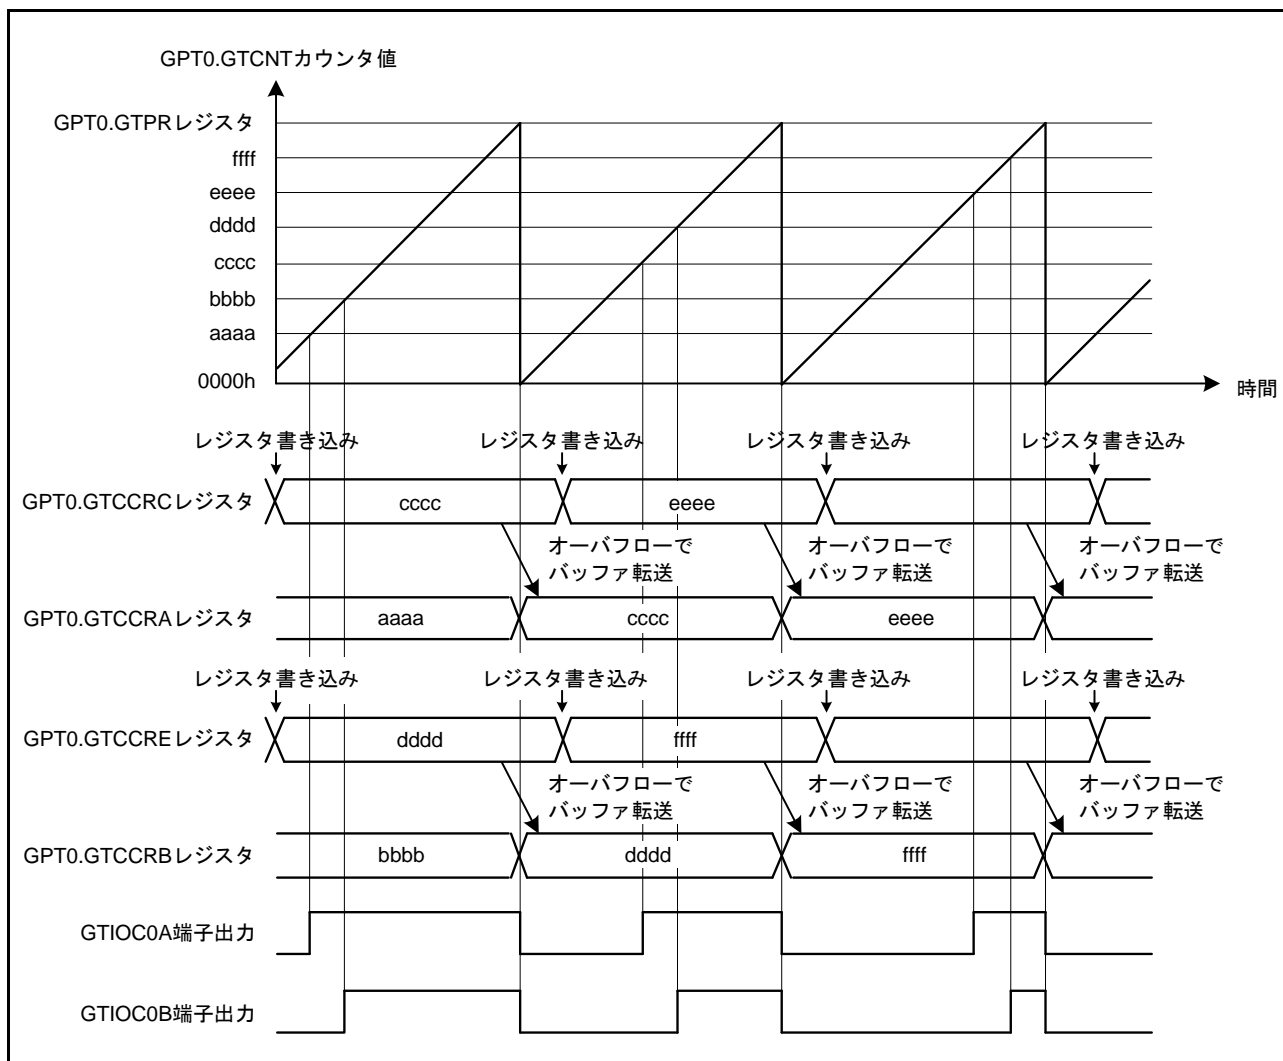 GPT0.GTCNTカウンタ値
GPT0.GTPRレジスタ
ffff
eeee
dddd
cccc
bbbb
aaaa
0000h
時間
レジスタ書き込み
レジスタ書き込み
レジスタ書き込み
レジスタ書き込み
GPT0.GTCCRCレジスタ
cccc
eeee
オーバフローで
バッファ転送
オーバフローで
バッファ転送
オーバフローで
バッファ転送
GPT0.GTCCRAレジスタ
aaaa
cccc
eeee
レジスタ書き込み
レジスタ書き込み
レジスタ書き込み
レジスタ書き込み
GPT0.GTCCREレジスタ
dddd
ffff
オーバフローで
バッファ転送
オーバフローで
バッファ転送
オーバフローで
バッファ転送
GPT0.GTCCRBレジスタ
bbbb
dddd
ffff
GTIOC0A端子出力
GTIOC0B端子出力